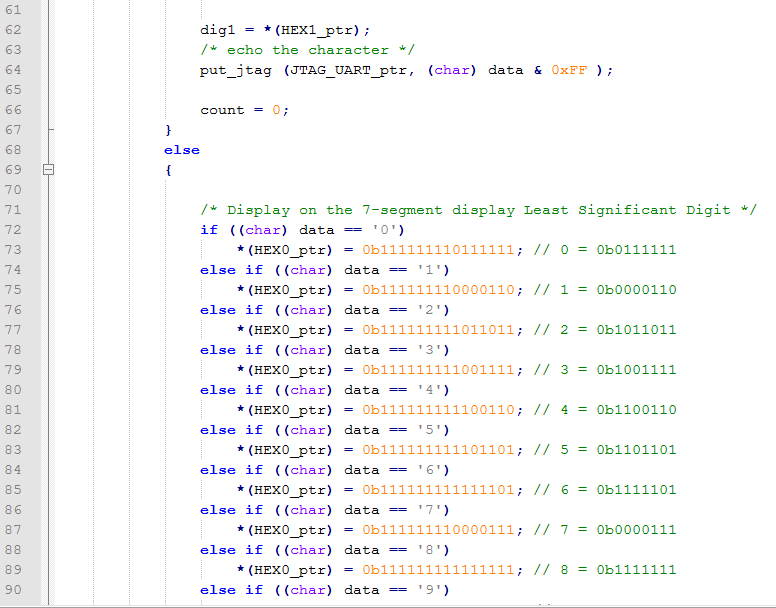 61
62 dig1 = *(HEX1_ptr);
63 /* echo the character */
64 put_jtag (JTAG_UART_ptr, (char) data & 0xFF );
65
66 count = 0;
67 }
68 else
69 {
70
71 /* Display on the 7-segment display Least Significant Digit */
72 if ((char) data == '0')
73 *(HEX0_ptr) = 0b111111110111111; // 0 = 0b0111111
74 else if ((char) data == '1')
75 *(HEX0_ptr) = 0b111111110000110; // 1 = 0b0000110
76 else if ((char) data == '2')
77 *(HEX0_ptr) = 0b111111111011011; // 2 = 0b1011011
78 else if ((char) data == '3')
79 *(HEX0_ptr) = 0b111111111001111; // 3 = 0b1001111
80 else if ((char) data == '4')
81 *(HEX0_ptr) = 0b111111111100110; // 4 = 0b1100110
82 else if ((char) data == '5')
83 *(HEX0_ptr) = 0b111111111101101; // 5 = 0b1101101
84 else if ((char) data == '6')
85 *(HEX0_ptr) = 0b111111111111101; // 6 = 0b1111101
86 else if ((char) data == '7')
87 *(HEX0_ptr) = 0b111111110000111; // 7 = 0b0000111
88 else if ((char) data == '8')
89 *(HEX0_ptr) = 0b111111111111111; // 8 = 0b1111111
90 else if ((char) data == '9')